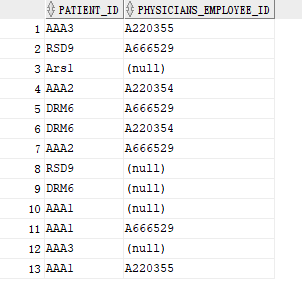 PATIENT_ID PHYSICIANS_EMPLOYEE_ID
1 AAA3 A220355
2 RSD9 A666529
3 Ars1 (null)
4 AAA2 A220354
5 DRM6 A666529
6 DRM6 A220354
7 AAA2 A666529
8 RSD9 (null)
9 DRM6 (null)
10 AAA1 (null)
11 AAA1 A666529
12 AAA3 (null)
13 AAA1 A220355